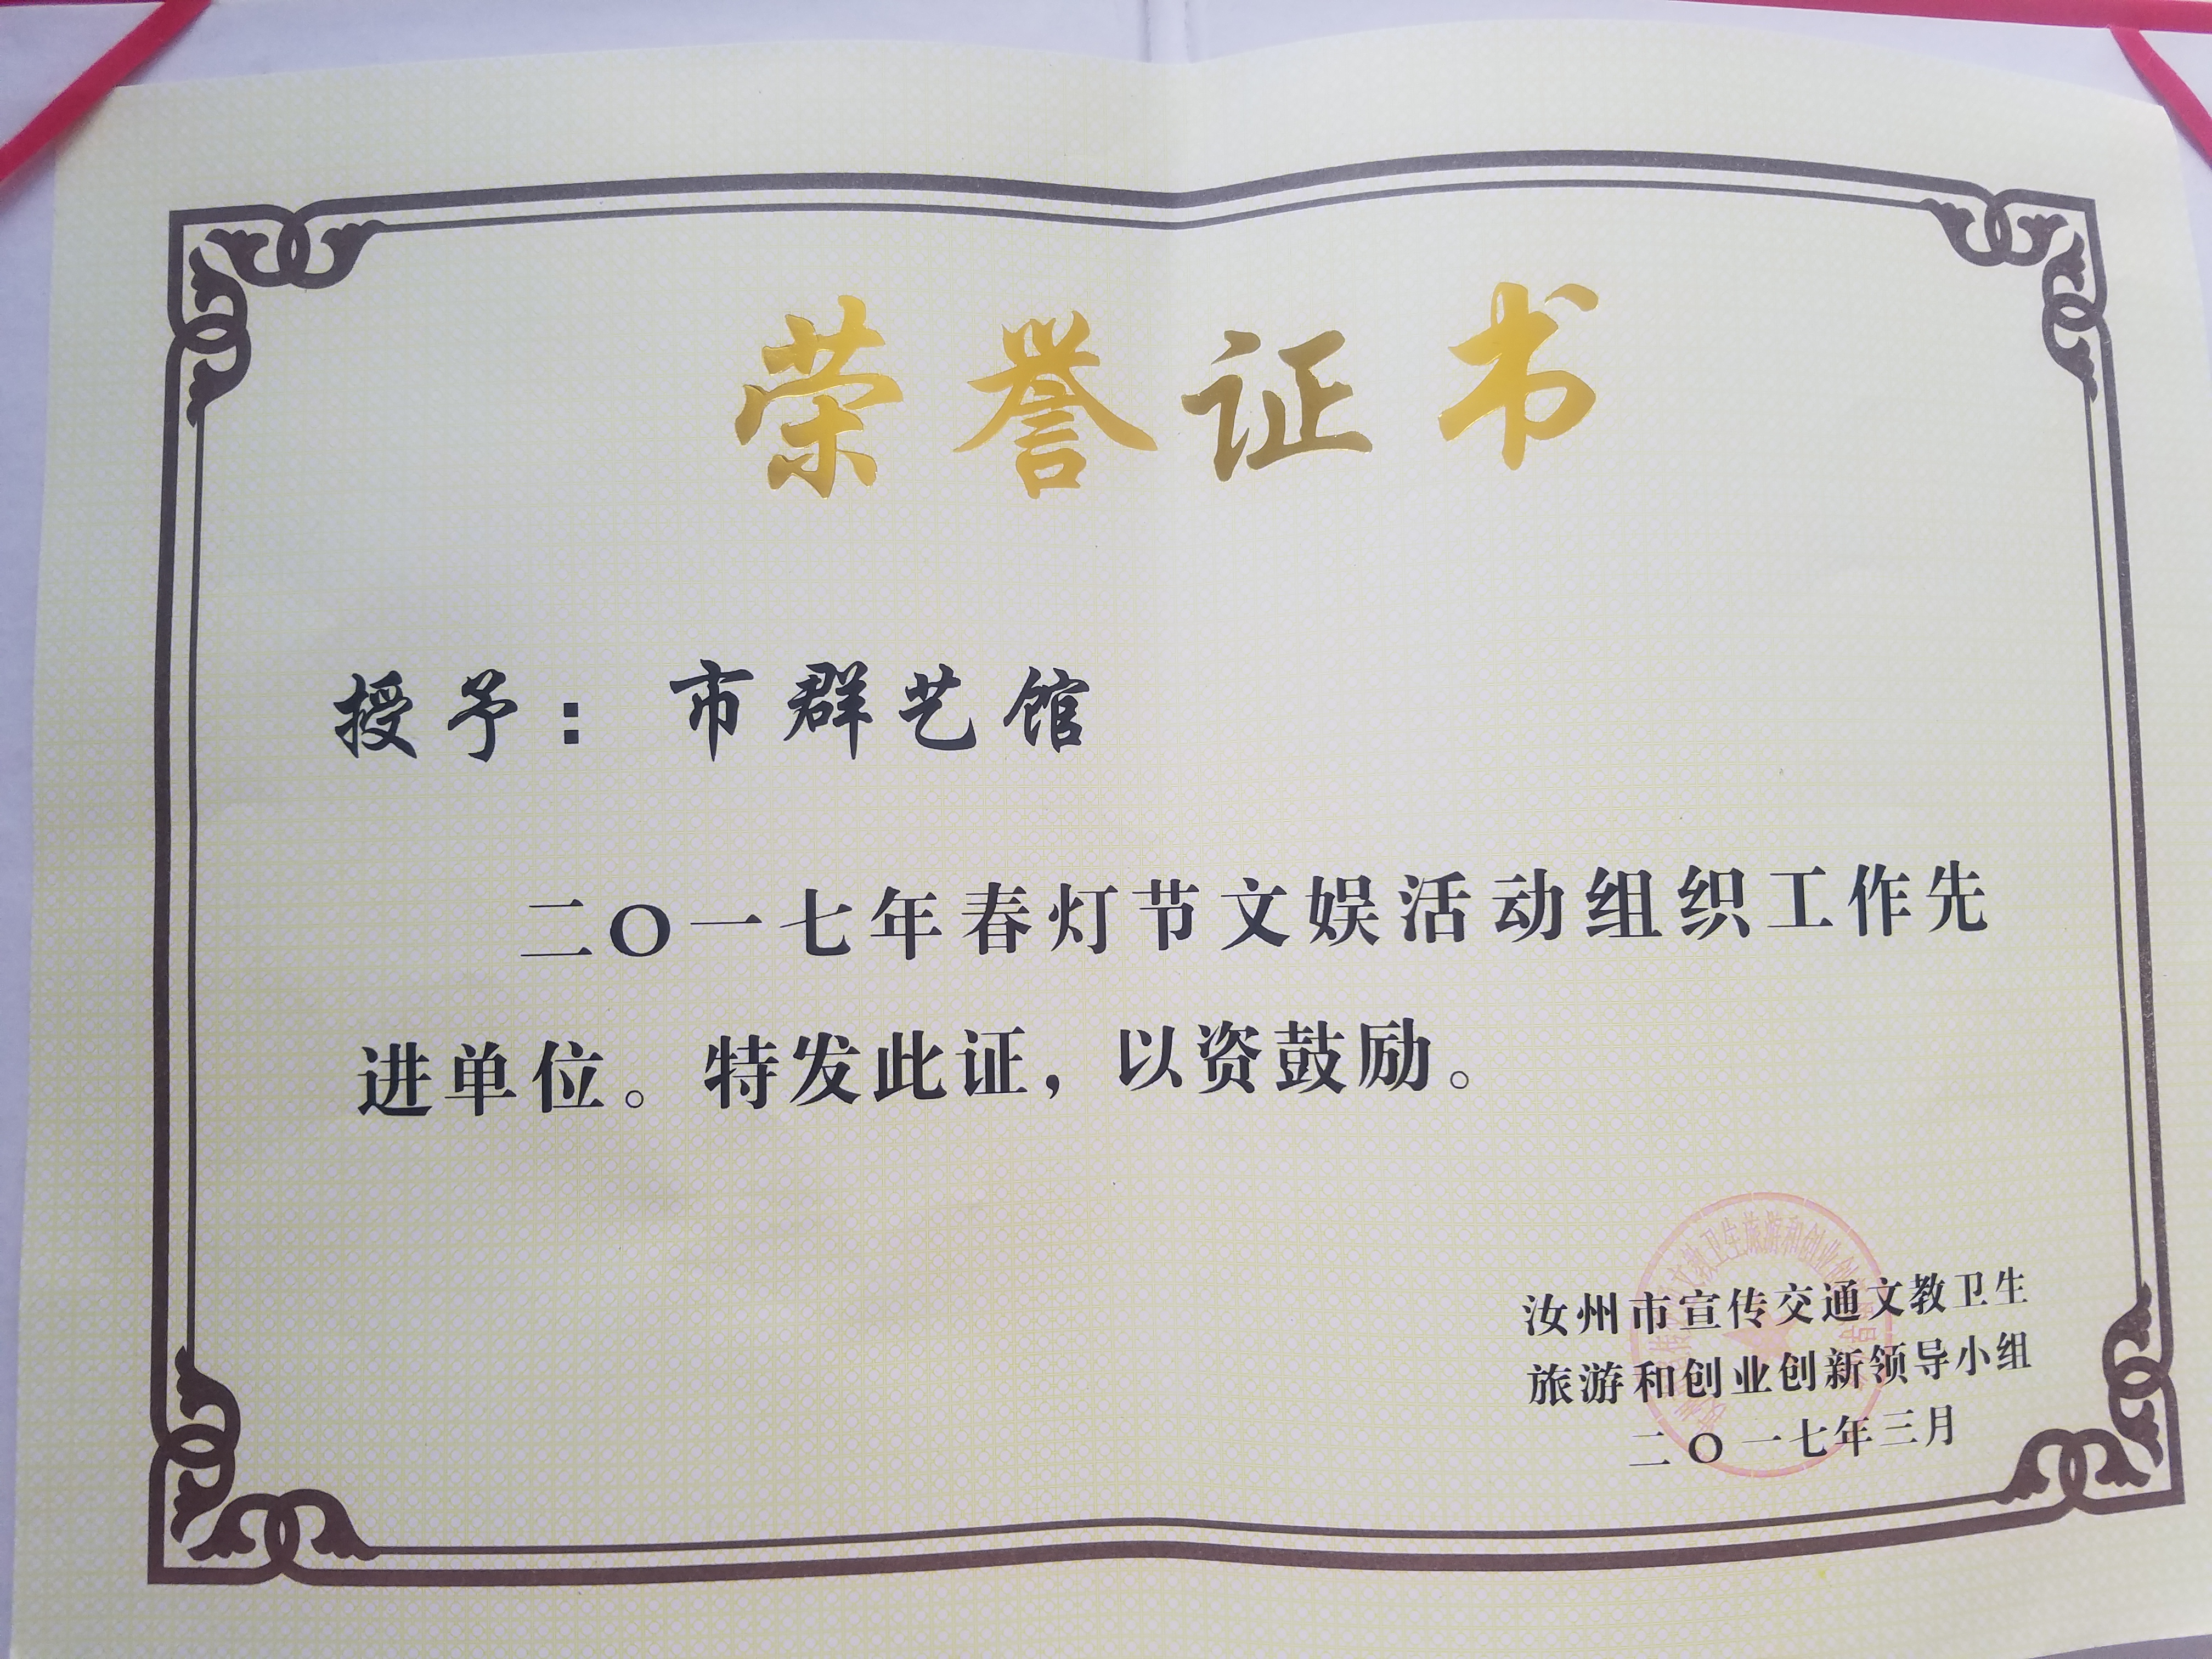 荣誉证书
授予：市群艺馆
二〇一七年春灯节文娱活动组织工作先
进单位。特发此证，以资鼓励。
汝州市宣传交通文教卫生
旅游和创业创新领导小组
二〇一七年三月